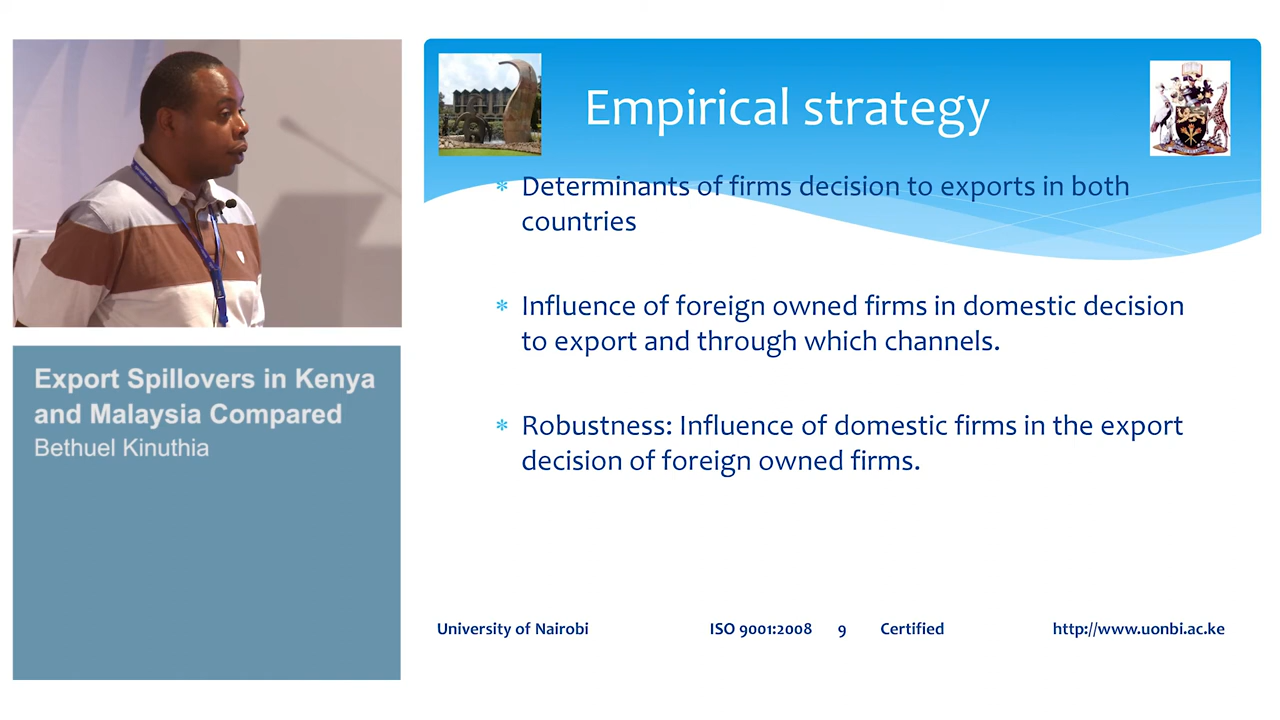 Empirical strategy
* Determinants of firms decision to exports in both
countries
* Influence of foreign owned firms in domestic decision
to export and through which channels.
* Robustness: Influence of domestic firms in the export
decision of foreign owned firms.
Export Spillovers in Kenya
and Malaysia Compared
Bethuel Kinuthia
University of Nairobi ISO 9001:2008 9 Certified http://www.uonbi.ac.ke